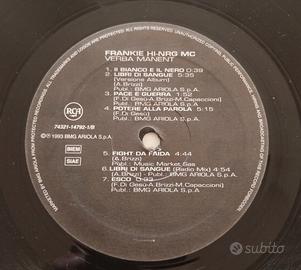 FRANKIE HI-NRG MC
VERBA MANENT
1. IL BIANCO E IL NERO 0:39
2. LIBRI DI SANGUE 5:35
(Versione Album)
(A.Brizzi)
Publ.: BMG ARIOLA S.p.A.
3. PACE E GUERRA 1:52
(F.Di Gesù-A.Brizzi-M.Capaccioni)
Publ.: BMG ARIOLA S.p.A.
4. POTERE ALLA PAROLA 5:15
(F.Di Gesù-A.Brizzi)
RCA
74321-14792-1/B
℗ 1993 BMG ARIOLA S.p.A.
BIEM
SIAE
5. FIGHT DA FAIDA 4:54
(A.Brizzi)
Publ.: Music Market Sas
6. LIBRI DI SANGUE (Radio Mix) 4:54
(A.Brizzi) - Publ.: BMG ARIOLA S.p.A.
7. ESCO 0:33
(F.Di Gesù-A.Brizzi-M.Capaccioni)
Publ.: BMG ARIOLA S.p.A
subito